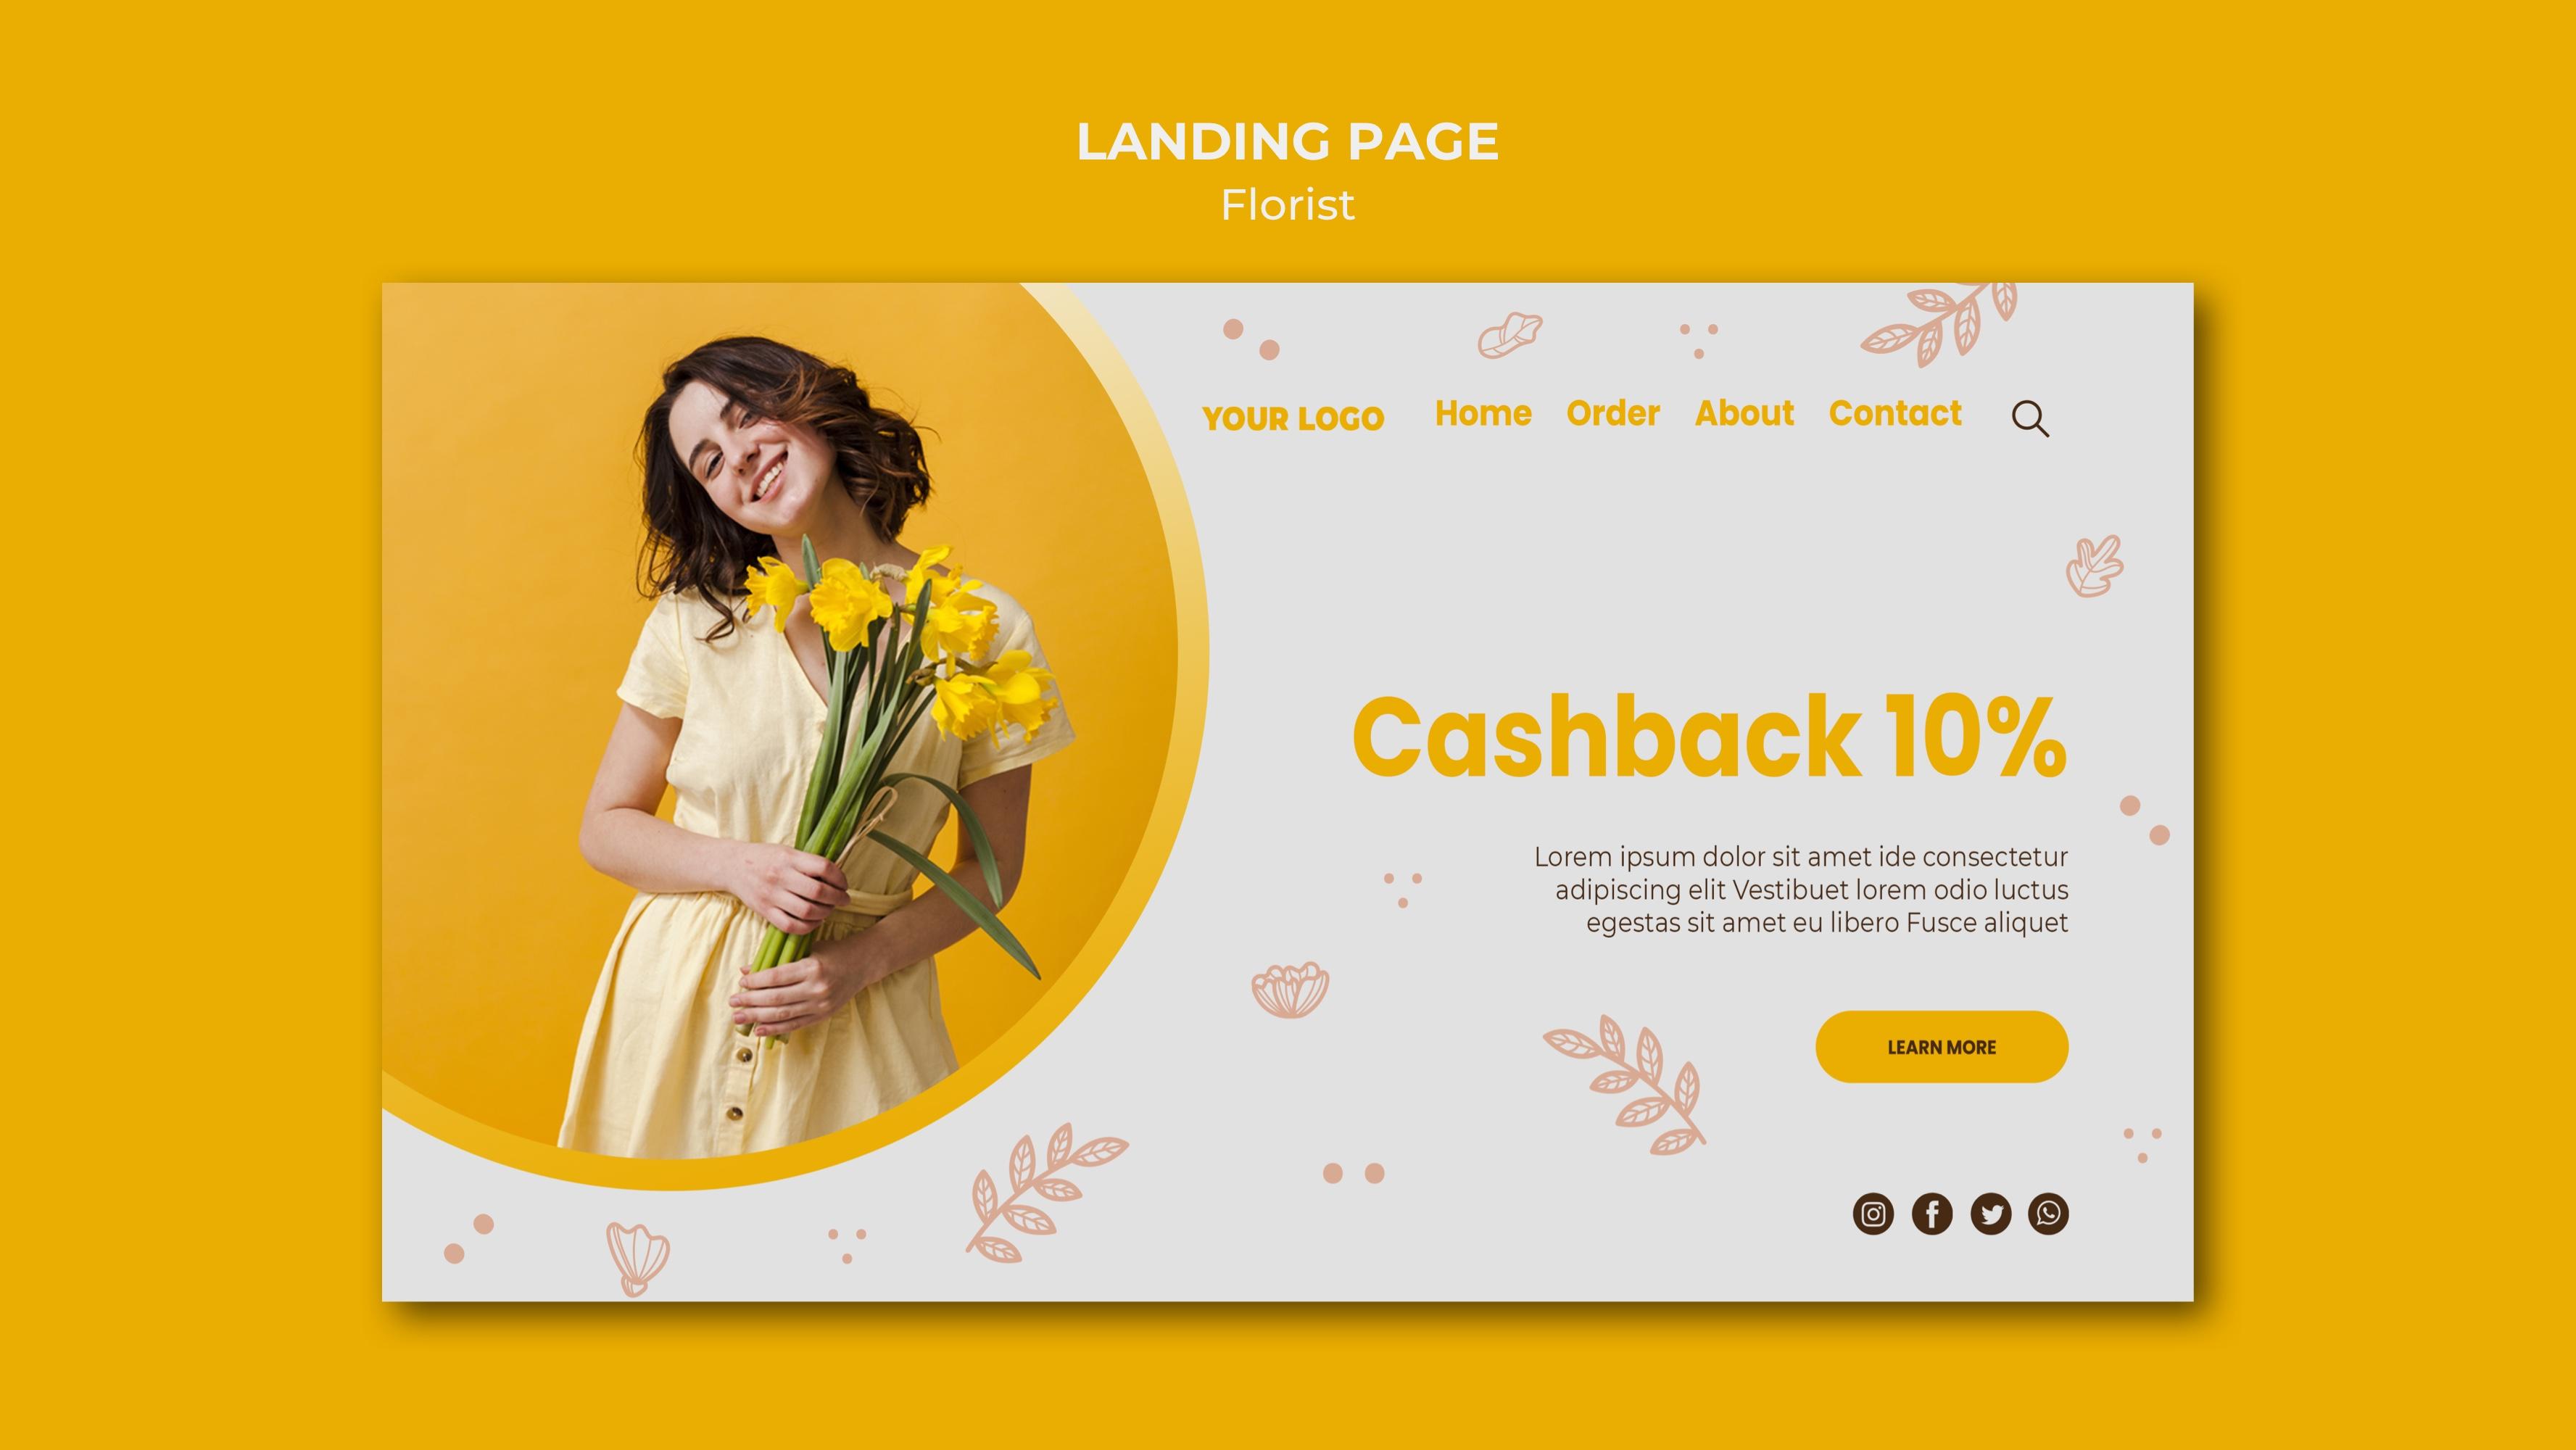 LANDING PAGE
Florist
YOUR LOGO Home Order About Contact
Cashback 10%
Lorem ipsum dolor sit amet ide consectetur
adipiscing elit Vestibuet lorem odio luctus
egestas sit amet eu libero Fusce aliquet
LEARN MORE